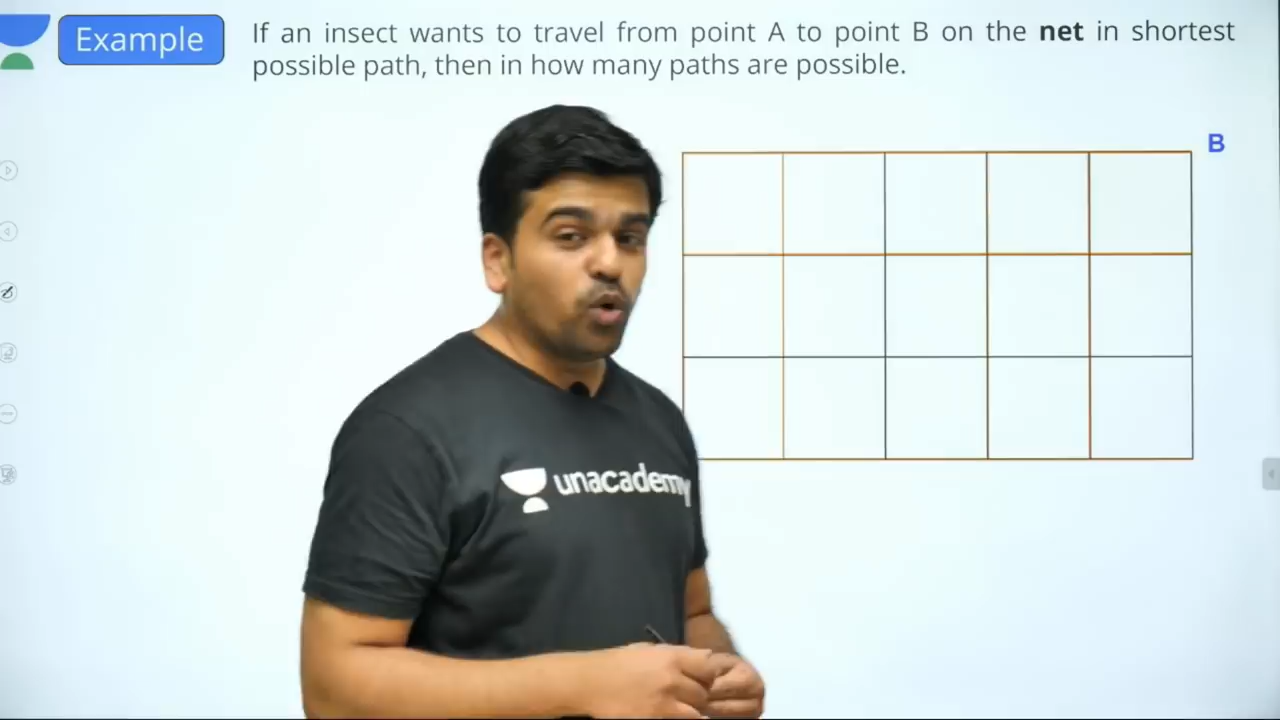 Example
If an insect wants to travel from point A to point B on the net in shortest
possible path, then in how many paths are possible.
B
unacademy